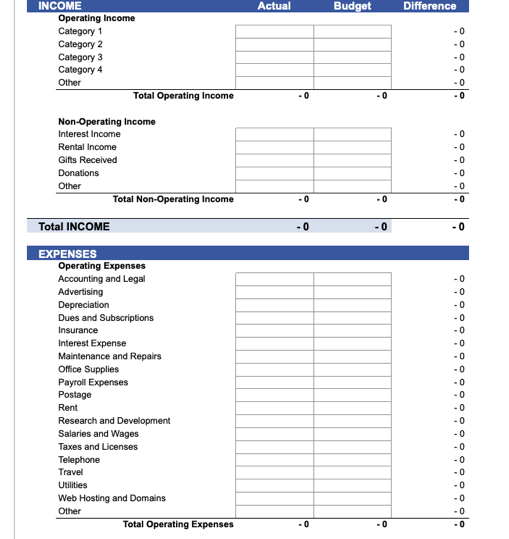 INCOME Actual Budget Difference
Operating Income
Category 1 - 0
Category 2 - 0
Category 3 - 0
Category 4 - 0
Other - 0
Total Operating Income - 0 - 0 - 0
Non-Operating Income
Interest Income - 0
Rental Income - 0
Gifts Received - 0
Donations - 0
Other - 0
Total Non-Operating Income - 0 - 0 - 0
Total INCOME - 0 - 0 - 0
EXPENSES
Operating Expenses
Accounting and Legal - 0
Advertising - 0
Depreciation - 0
Dues and Subscriptions - 0
Insurance - 0
Interest Expense - 0
Maintenance and Repairs - 0
Office Supplies - 0
Payroll Expenses - 0
Postage - 0
Rent - 0
Research and Development - 0
Salaries and Wages - 0
Taxes and Licenses - 0
Telephone - 0
Travel - 0
Utilities - 0
Web Hosting and Domains - 0
Other - 0
Total Operating Expenses - 0 - 0 - 0